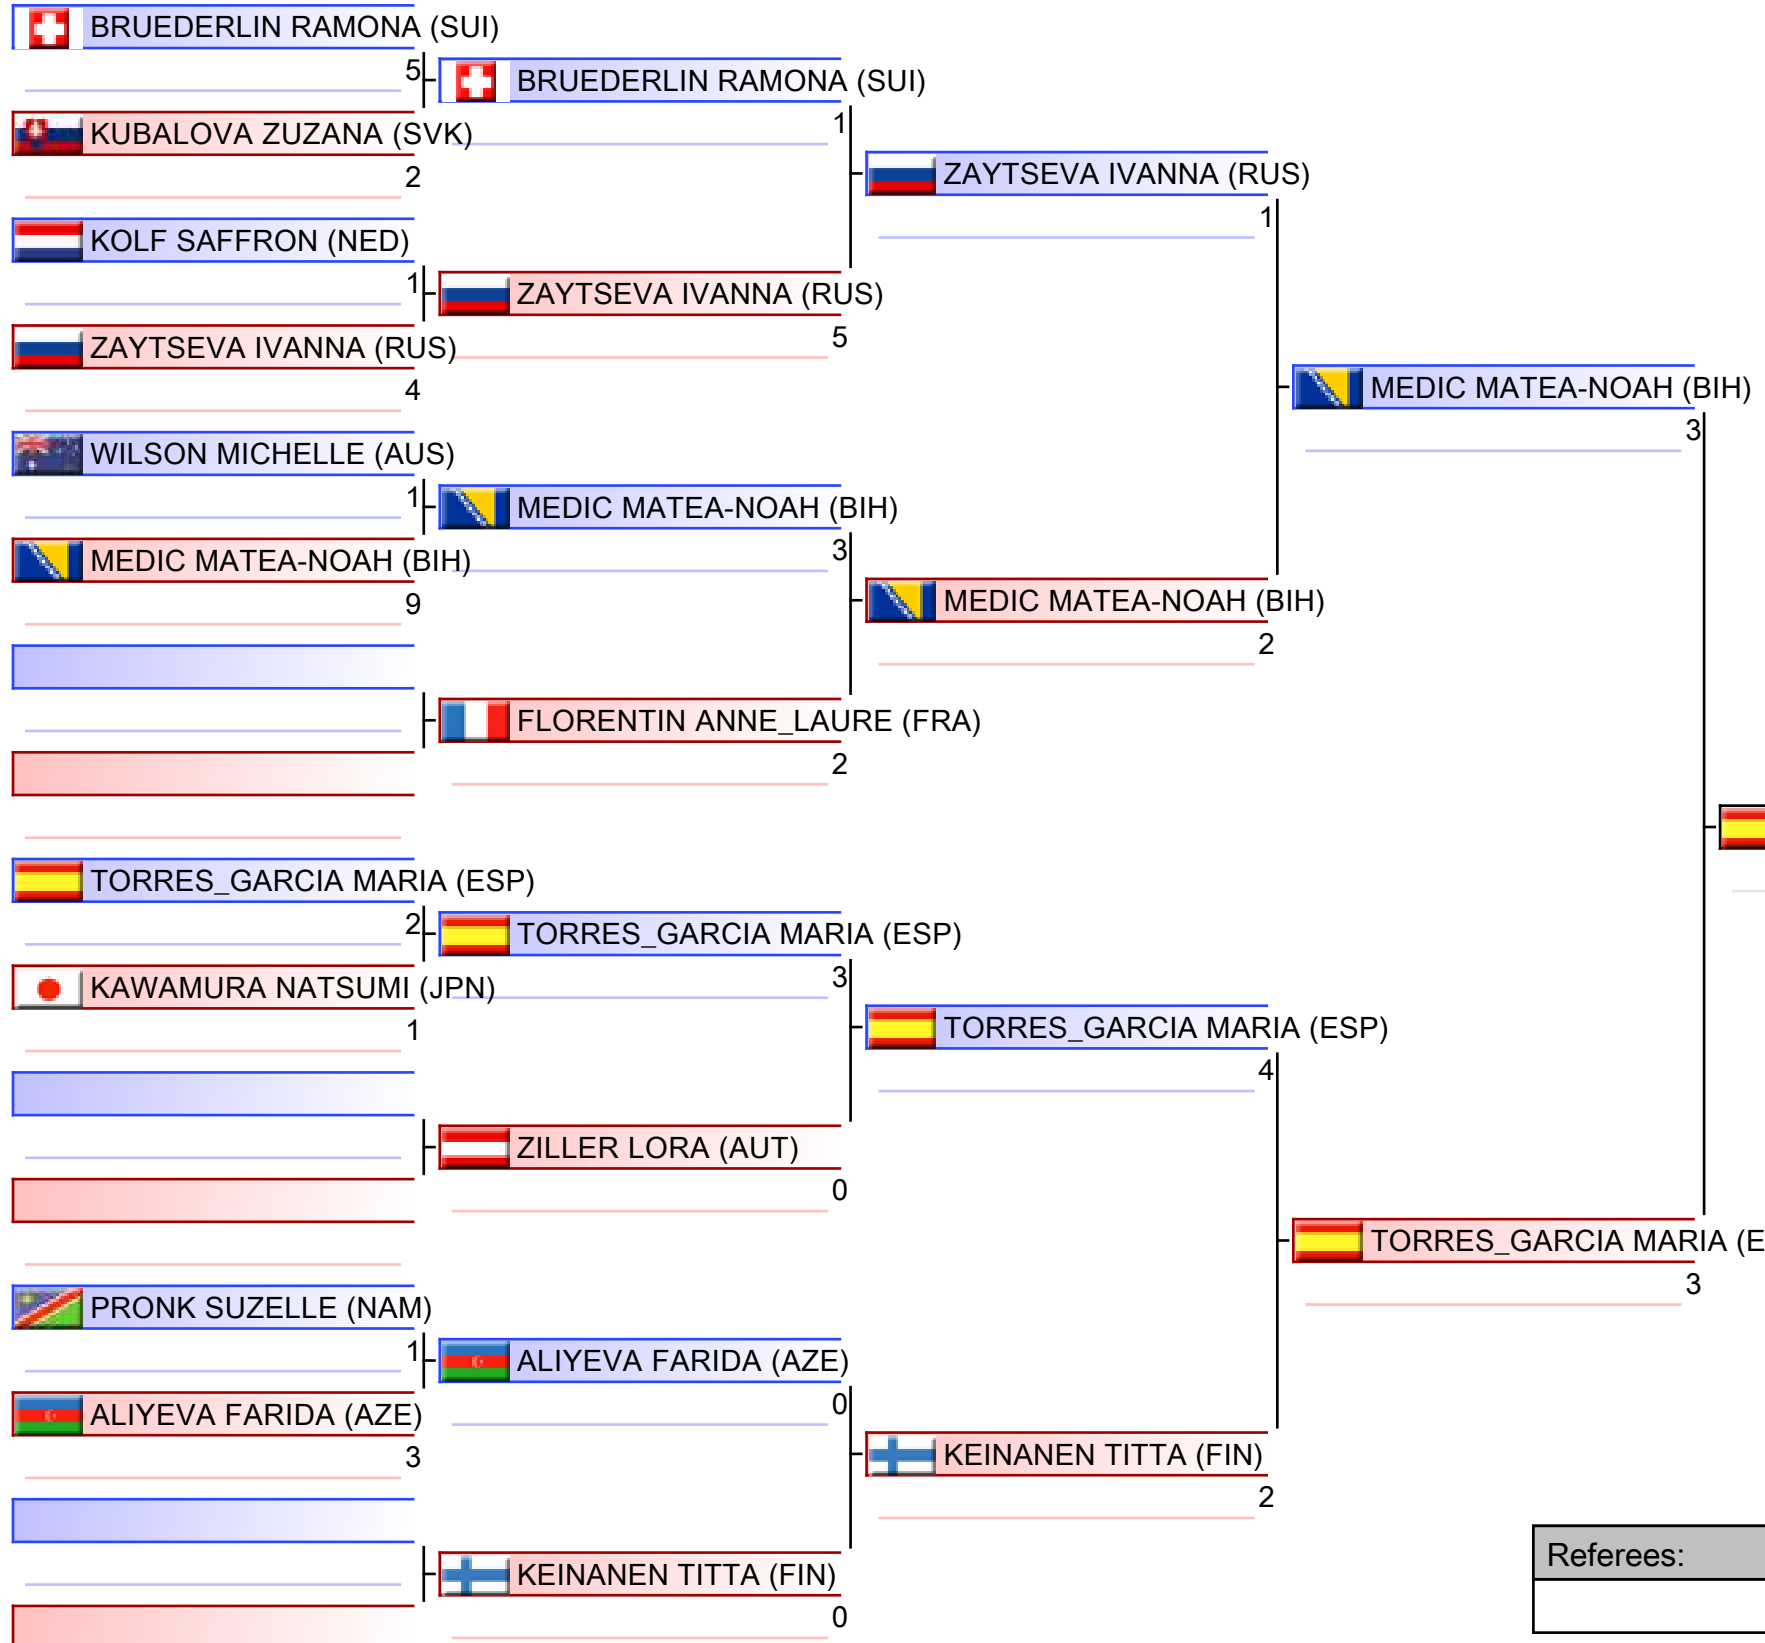 BRUEDERLIN RAMONA (SUI)
5
KUBALOVA ZUZANA (SVK)
2
KOLF SAFFRON (NED)
1
ZAYTSEVA IVANNA (RUS)
4
WILSON MICHELLE (AUS)
1
MEDIC MATEA-NOAH (BIH)
9
TORRES_GARCIA MARIA (ESP)
2
KAWAMURA NATSUMI (JPN)
1
PRONK SUZELLE (NAM)
1
ALIYEVA FARIDA (AZE)
3
BRUEDERLIN RAMONA (SUI)
1
ZAYTSEVA IVANNA (RUS)
5
MEDIC MATEA-NOAH (BIH)
3
FLORENTIN ANNE_LAURE (FRA)
2
TORRES_GARCIA MARIA (ESP)
3
ZILLER LORA (AUT)
0
ALIYEVA FARIDA (AZE)
0
KEINANEN TITTA (FIN)
0
ZAYTSEVA IVANNA (RUS)
1
MEDIC MATEA-NOAH (BIH)
2
TORRES_GARCIA MARIA (ESP)
4
KEINANEN TITTA (FIN)
2
MEDIC MATEA-NOAH (BIH)
3
TORRES_GARCIA MARIA (E
3
Referees: